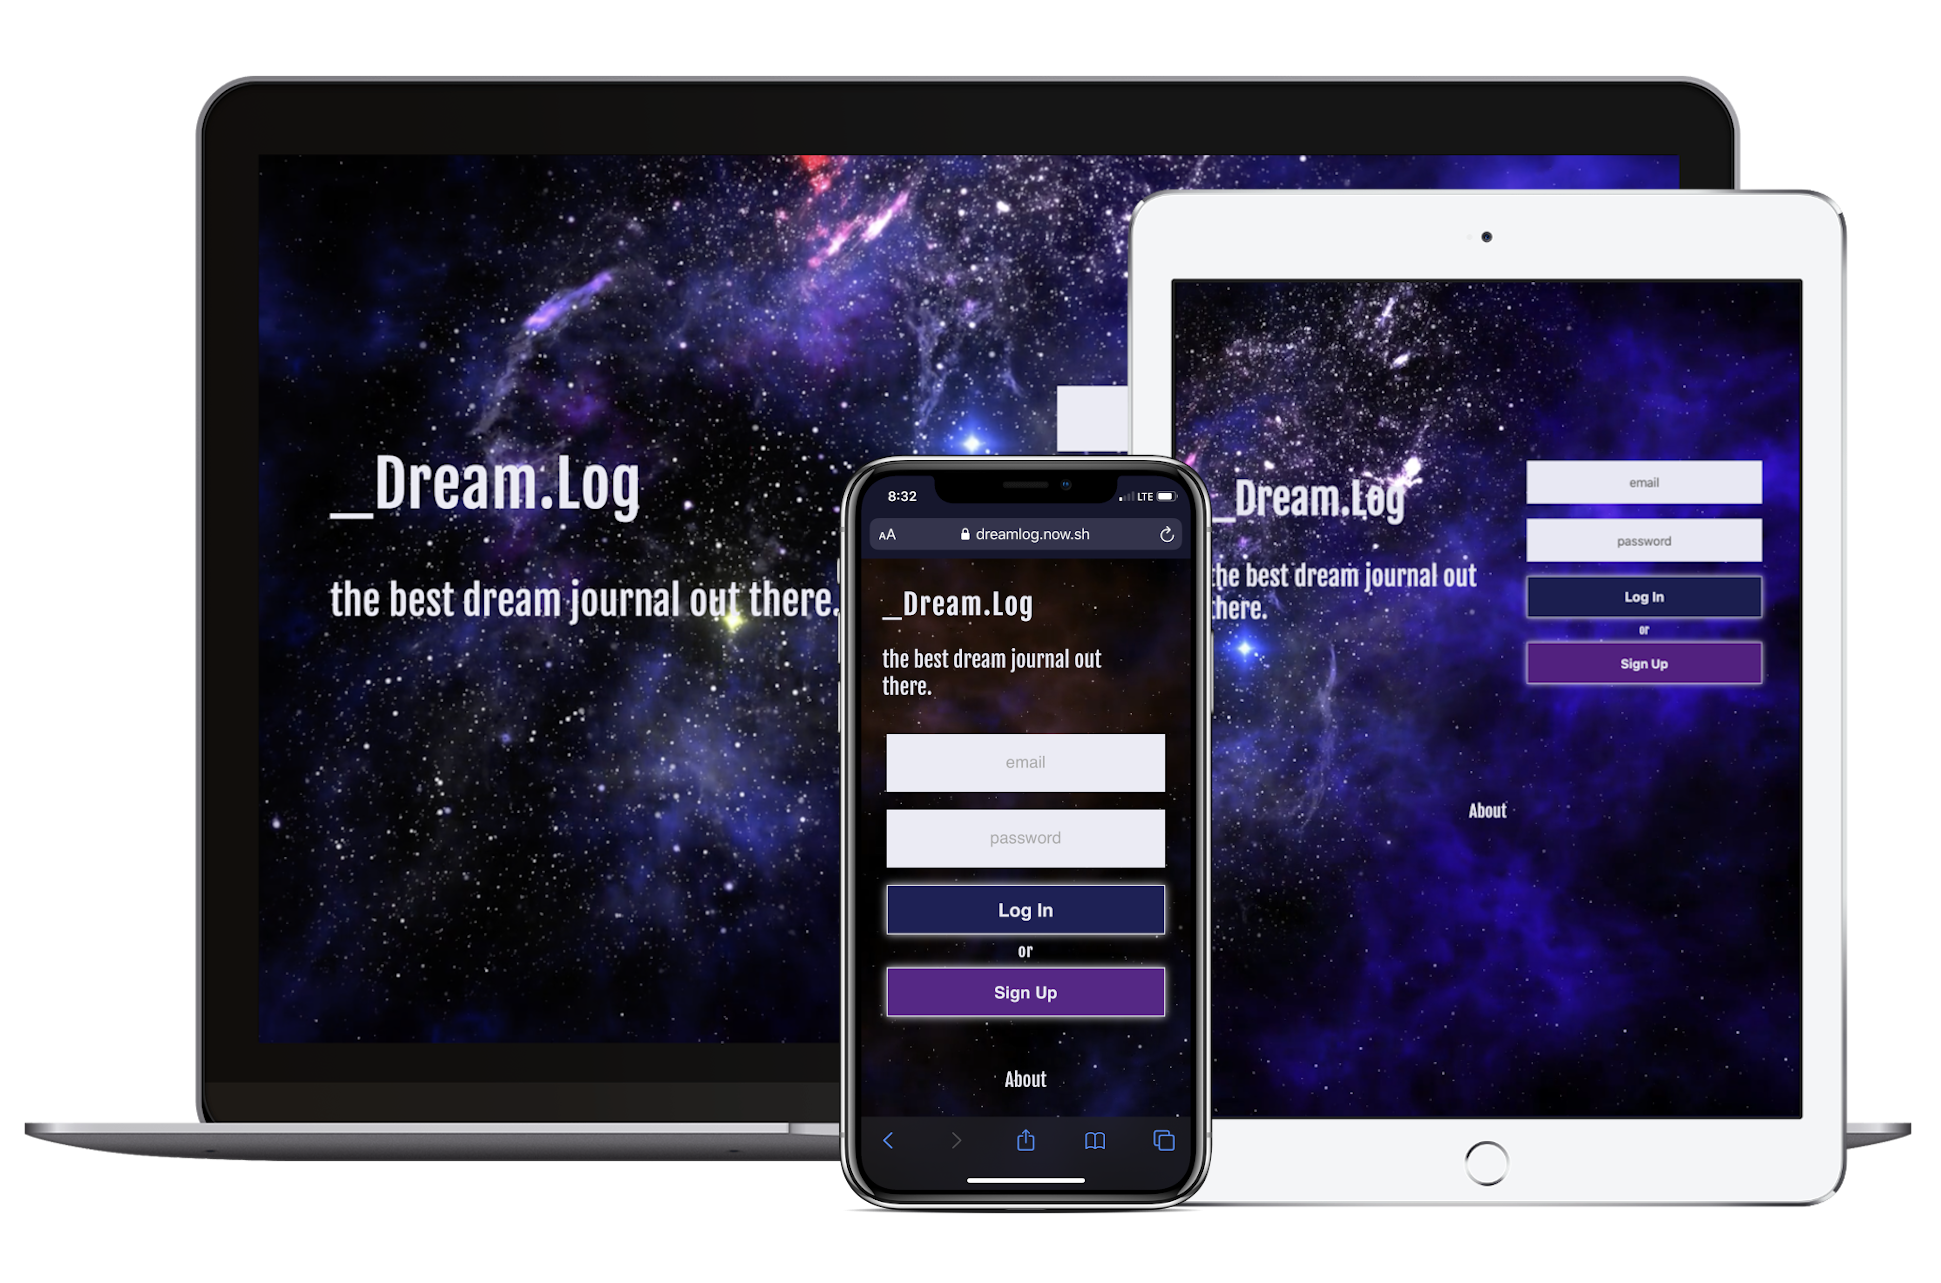 _Dream.Log
the best dream journal out there.
8:32
LTE
AA
dreamlog.now.sh
_Dream.Log
the best dream journal out
there.
email
password
Log In
or
Sign Up
About
_Dream.Log
the best dream journal out
there.
email
password
Log In
or
Sign Up
About